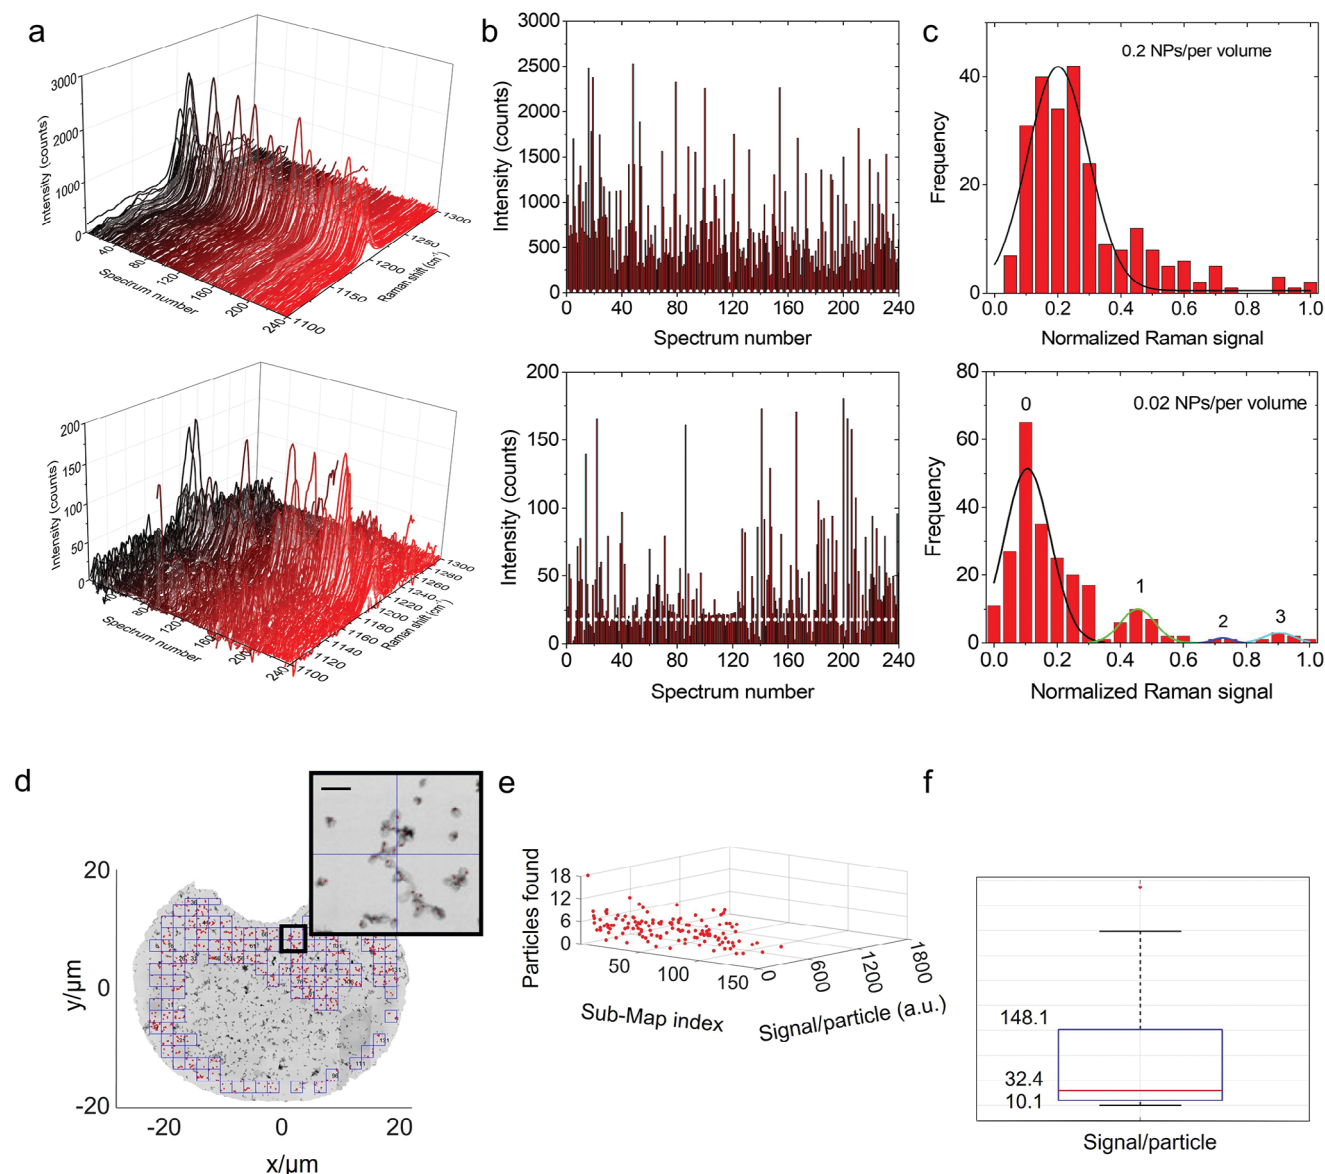 a
3000
2000
1000
0
Intensity (counts)
40
80
120
160
200
240
Spectrum number
1100
1150
1200
1250
1300
Raman shift (cm-1)
b
3000
2500
2000
1500
1000
500
0
Intensity (counts)
0 40 80 120 160 200 240
Spectrum number
c
0.2 NPs/per volume
40
20
0
Frequency
0.0 0.2 0.4 0.6 0.8 1.0
Normalized Raman signal
200
150
100
50
0
Intensity (counts)
40
80
120
160
200
240
Spectrum number
1100
1120
1140
1160
1180
1200
1220
1240
1260
1300
1280
Raman shift (cm-1)
200
150
100
50
0
Intensity (counts)
0 40 80 120 160 200 240
Spectrum number
0.02 NPs/per volume
80
60
40
20
0
Frequency
0
1
2
3
0.0 0.2 0.4 0.6 0.8 1.0
Normalized Raman signal
d
20
0
-20
y/μm
-20 0 20
x/μm
e
18
12
6
0
Particles found
50
100
150
Sub-Map index
0
600
1200
1800
Signal/particle (a.u.)
f
148.1
32.4
10.1
Signal/particle